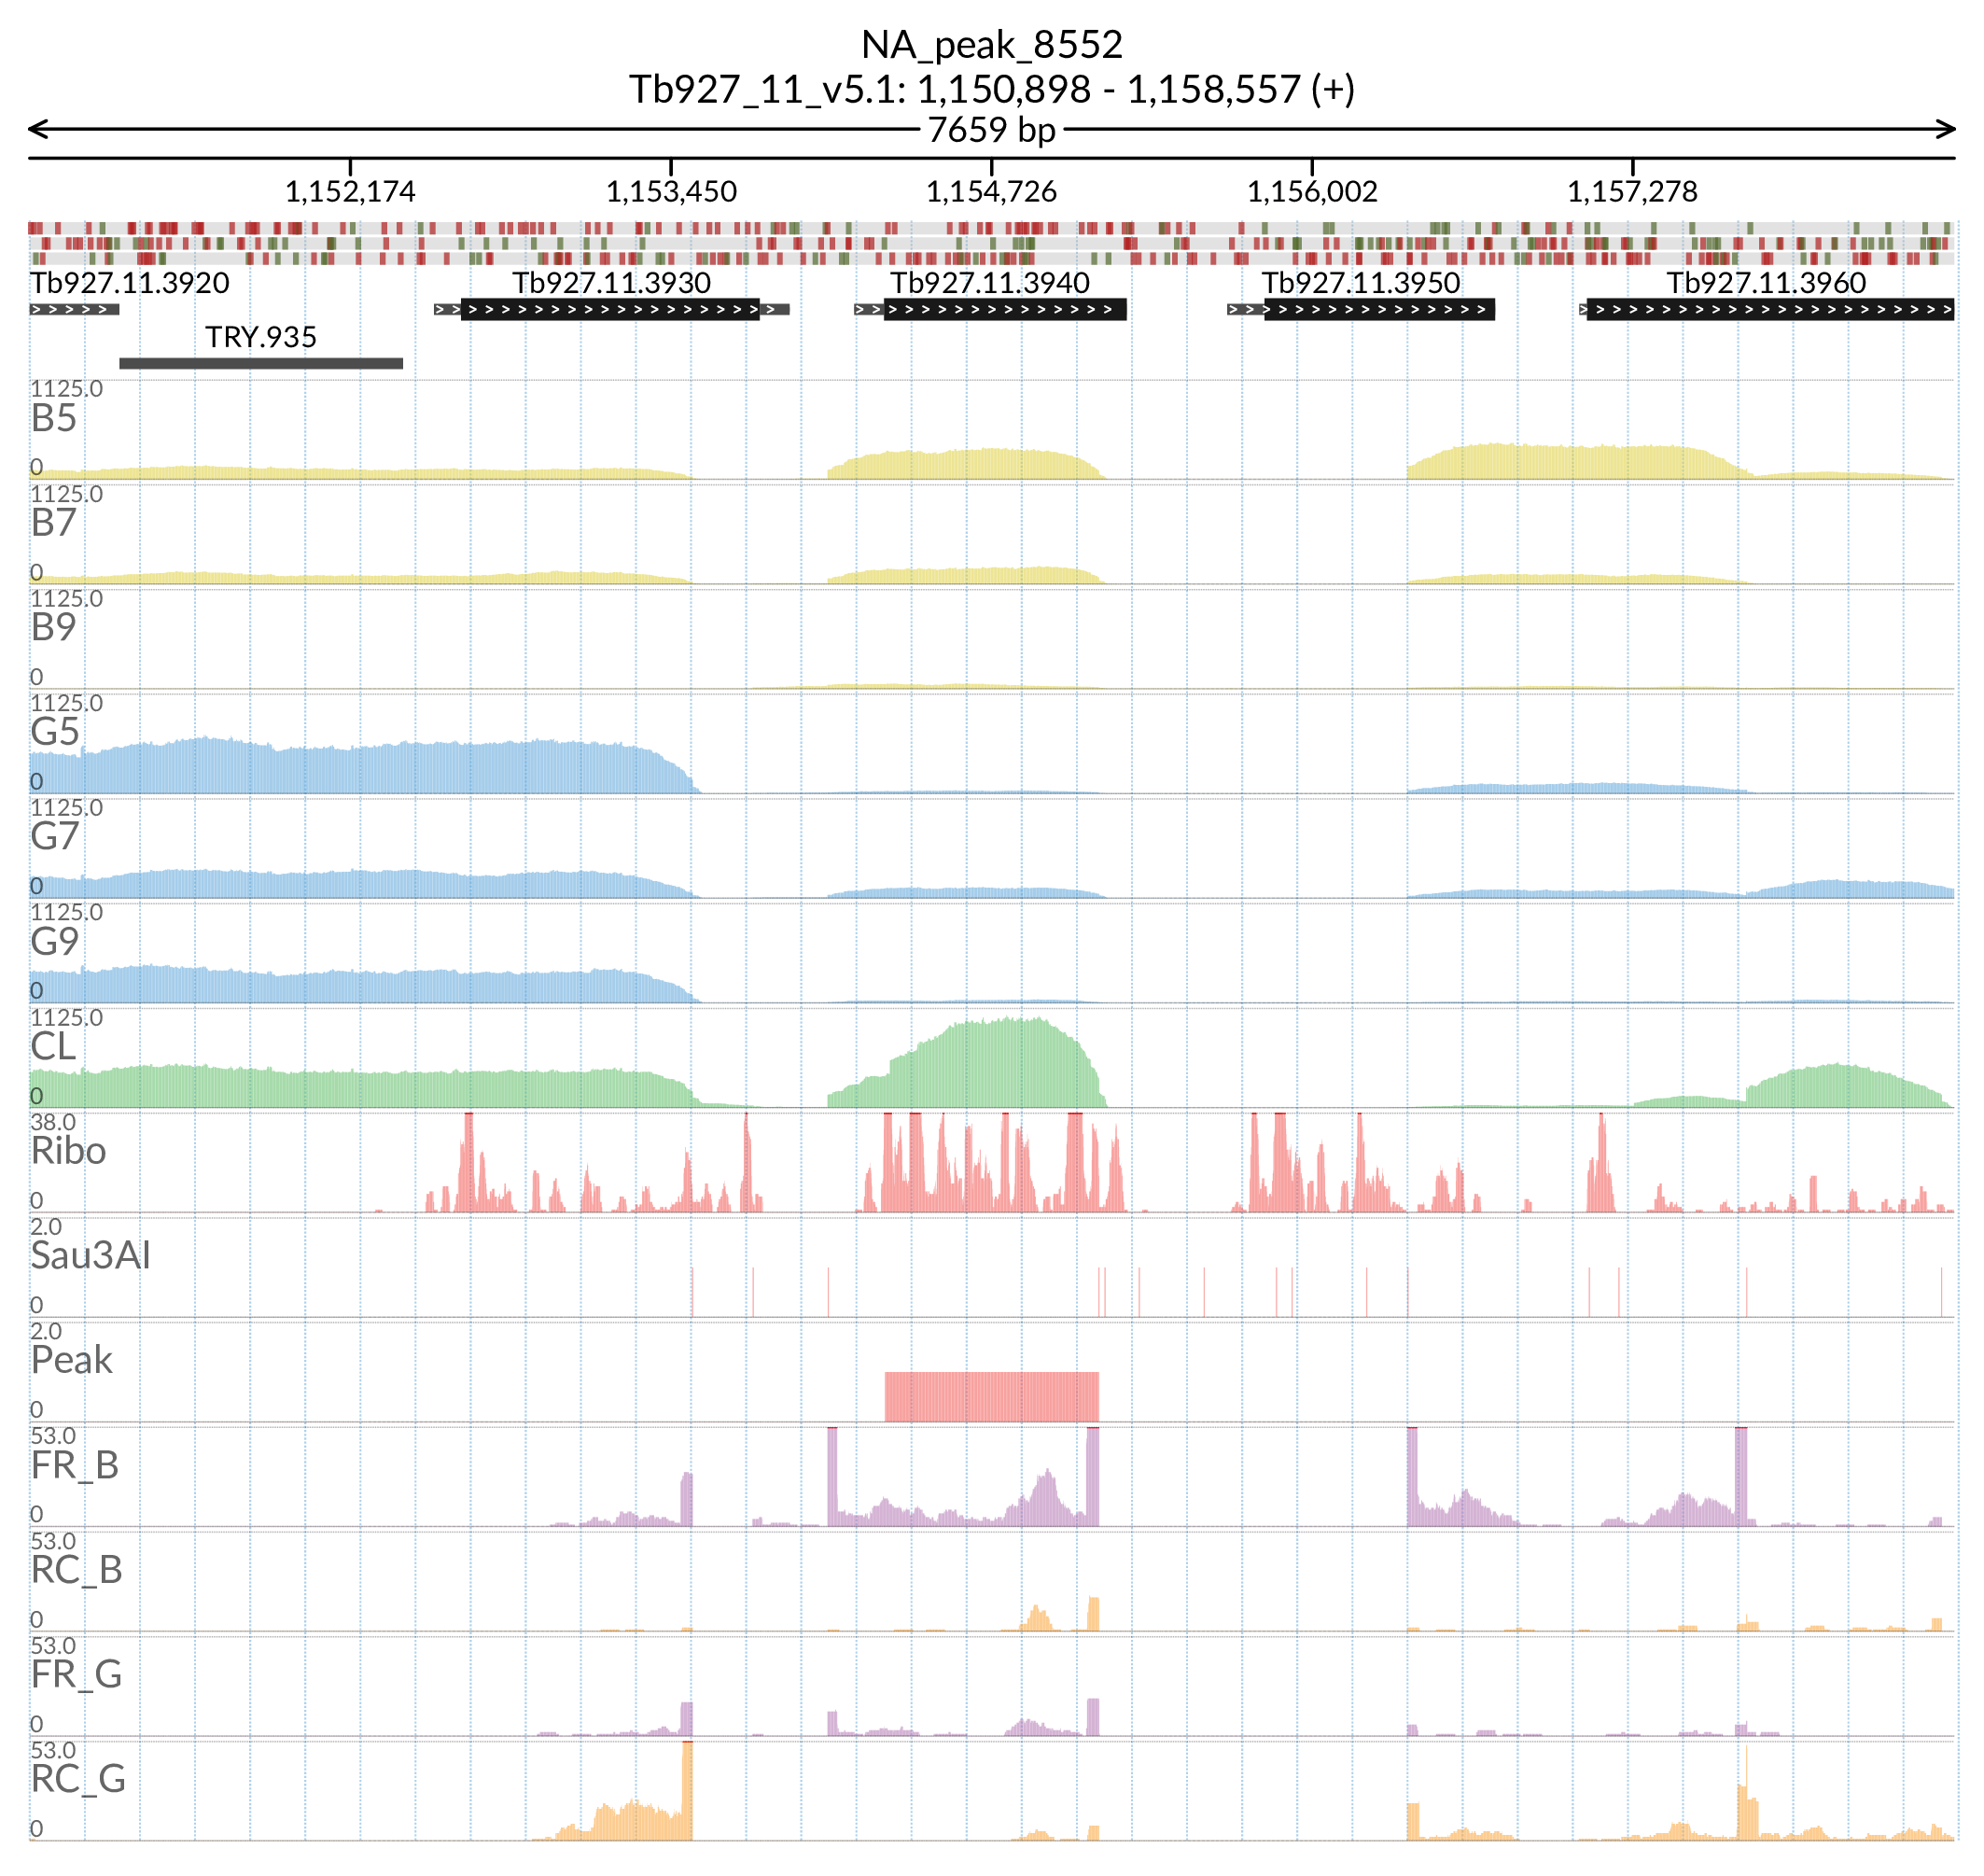 NA_peak_8552
Tb927_11_v5.1: 1,150,898 - 1,158,557 (+)
7659 bp
1,152,174 1,153,450 1,154,726 1,156,002 1,157,278
Tb927.11.3920 Tb927.11.3930 Tb927.11.3940 Tb927.11.3950 Tb927.11.3960
TRY.935
1125.0
B5
0
1125.0
B7
0
1125.0
B9
0
1125.0
G5
0
1125.0
G7
0
1125.0
G9
0
1125.0
CL
0
38.0
Ribo
0
2.0
Sau3AI
0
2.0
Peak
0
53.0
FR_B
0
53.0
RC_B
0
53.0
FR_G
0
53.0
RC_G
0